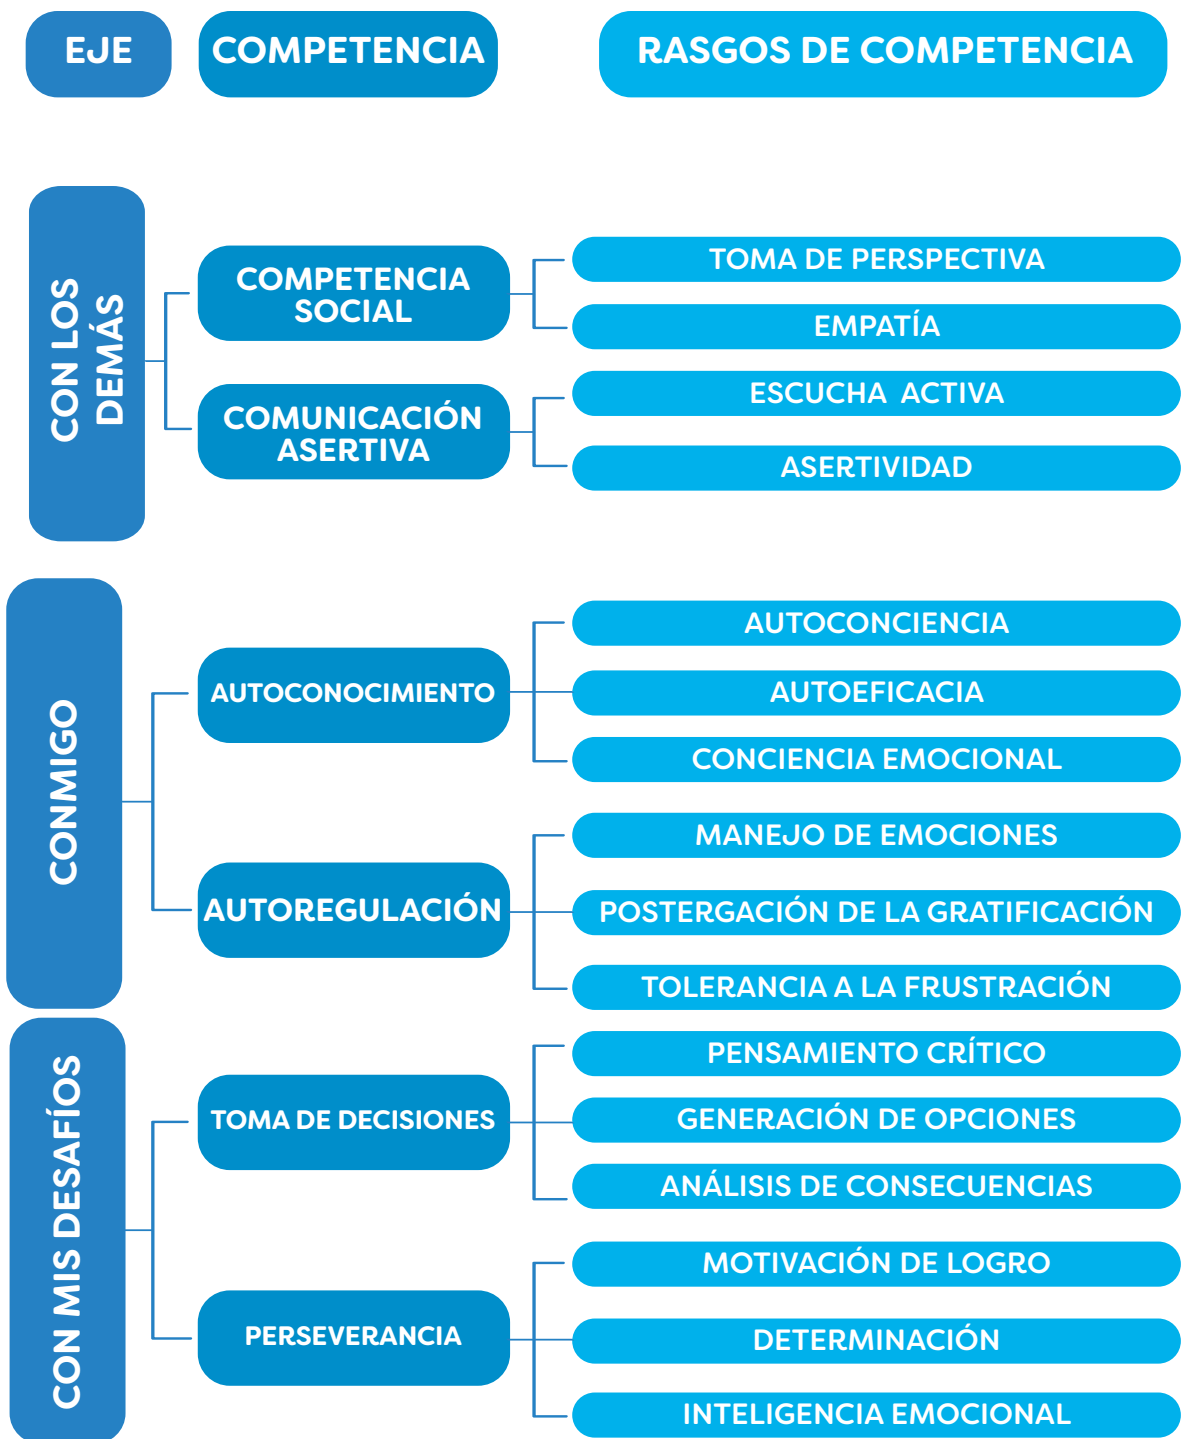 EJE
COMPETENCIA
RASGOS DE COMPETENCIA
CON LOS
DEMÁS
COMPETENCIA
SOCIAL
TOMA DE PERSPECTIVA
EMPATÍA
COMUNICACIÓN
ASERTIVA
ESCUCHA ACTIVA
ASERTIVIDAD
CONMIGO
AUTOCONOCIMIENTO
AUTOCONCIENCIA
AUTOEFICACIA
CONCIENCIA EMOCIONAL
AUTOREGULACIÓN
MANEJO DE EMOCIONES
POSTERGACIÓN DE LA GRATIFICACIÓN
TOLERANCIA A LA FRUSTRACIÓN
CON MIS DESAFÍOS
TOMA DE DECISIONES
PENSAMIENTO CRÍTICO
GENERACIÓN DE OPCIONES
ANÁLISIS DE CONSECUENCIAS
PERSEVERANCIA
MOTIVACIÓN DE LOGRO
DETERMINACIÓN
INTELIGENCIA EMOCIONAL